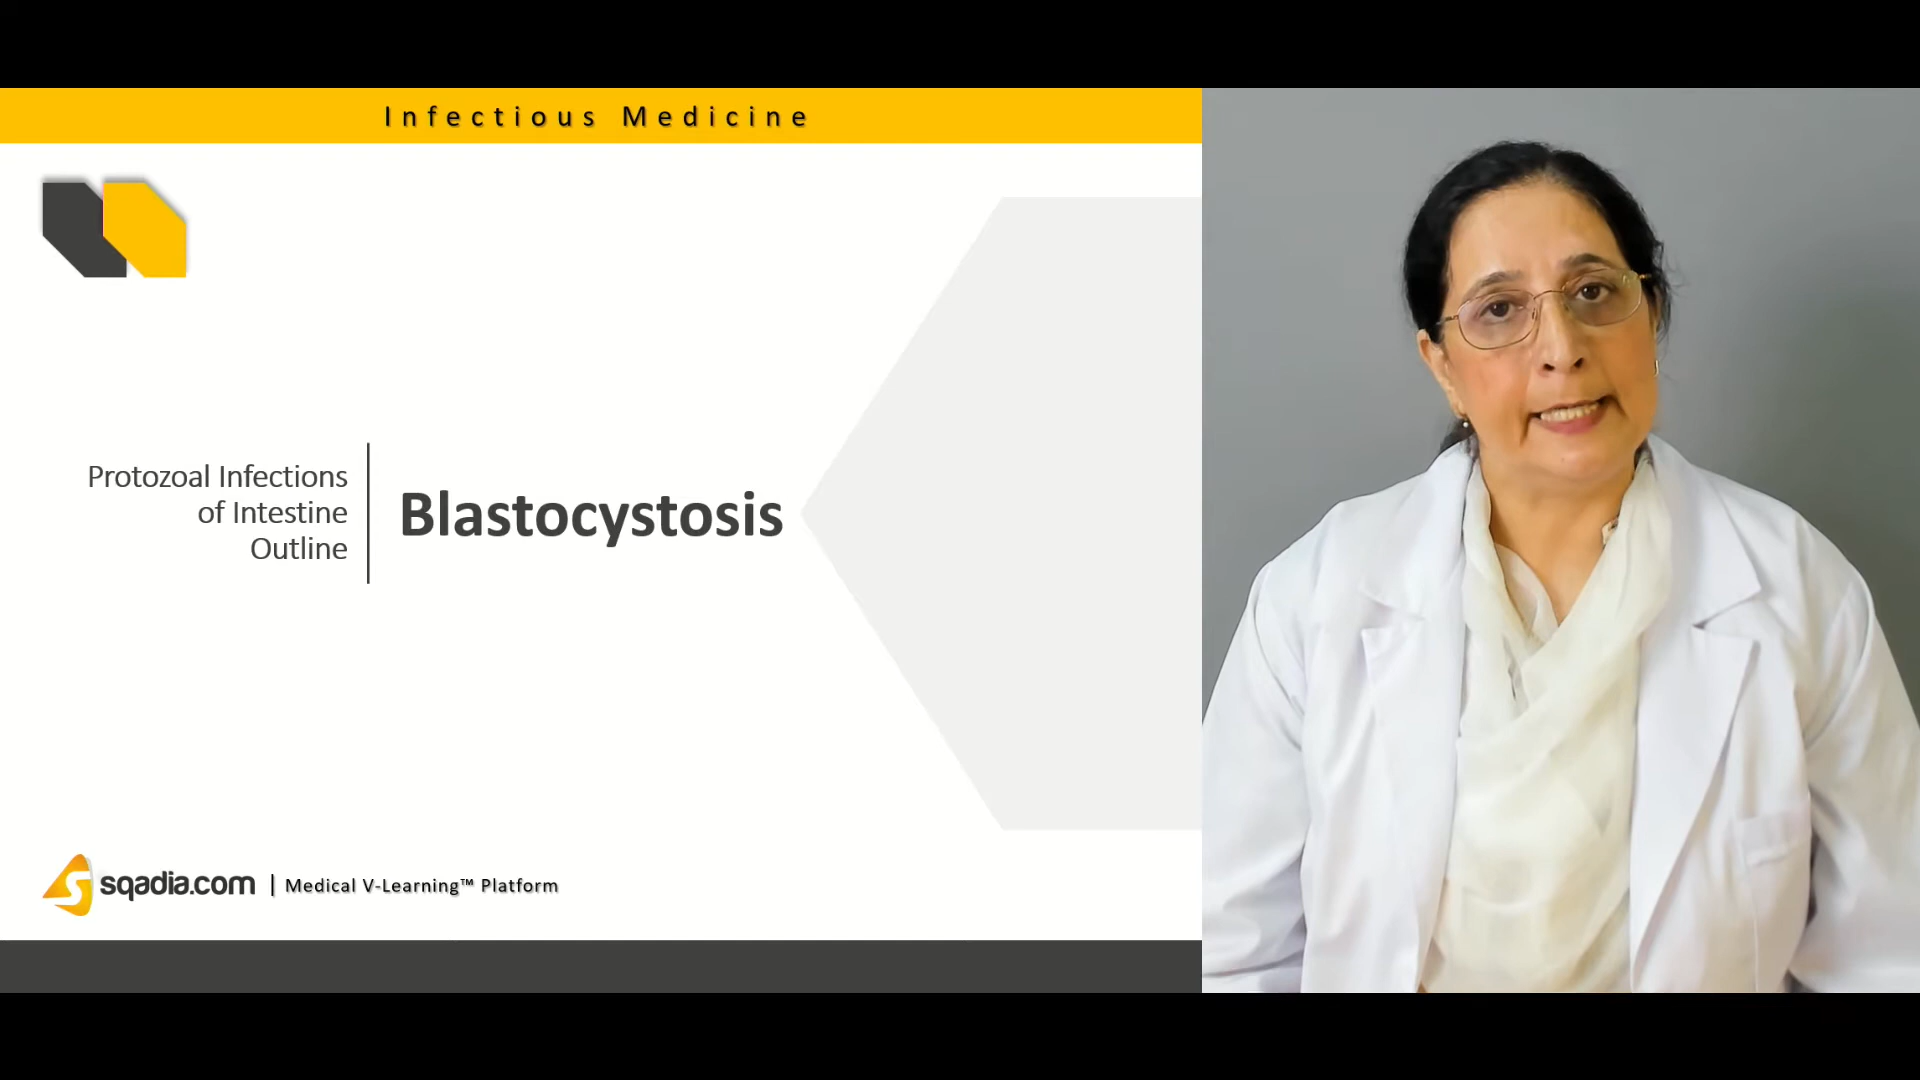 Infectious Medicine
Protozoal Infections
of Intestine
Outline
Blastocystosis
sqadia.com | Medical V-Learning™ Platform